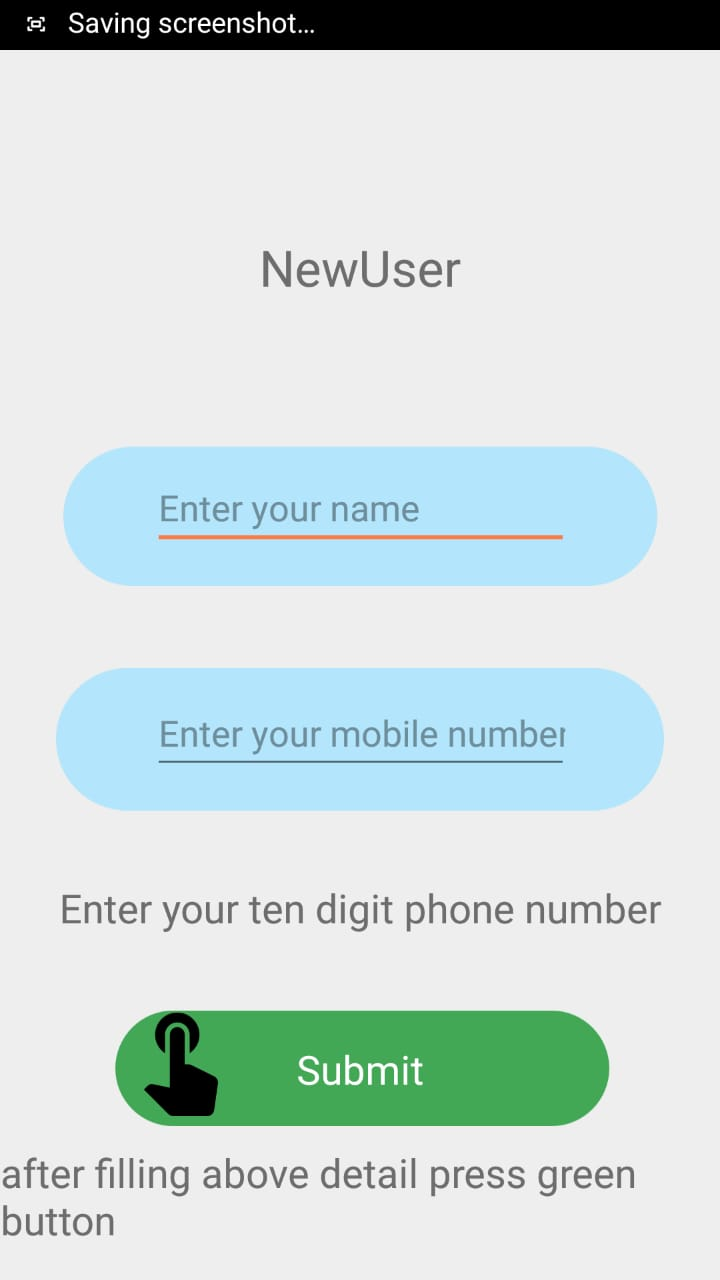 Saving screenshot...
NewUser
Enter your name
Enter your mobile number
Enter your ten digit phone number
Submit
after filling above detail press green
button